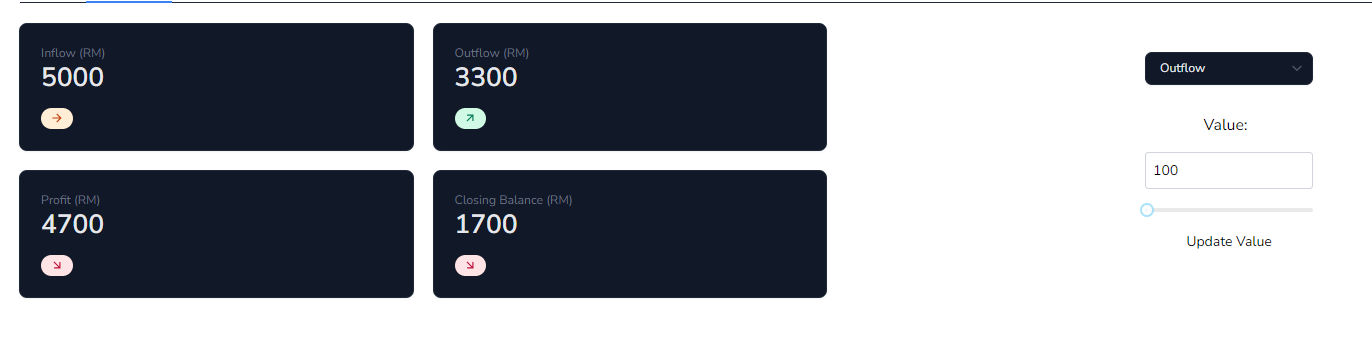 Inflow (RM)
5000
Outflow (RM)
3300
Profit (RM)
4700
Closing Balance (RM)
1700
Outflow
Value:
100
Update Value